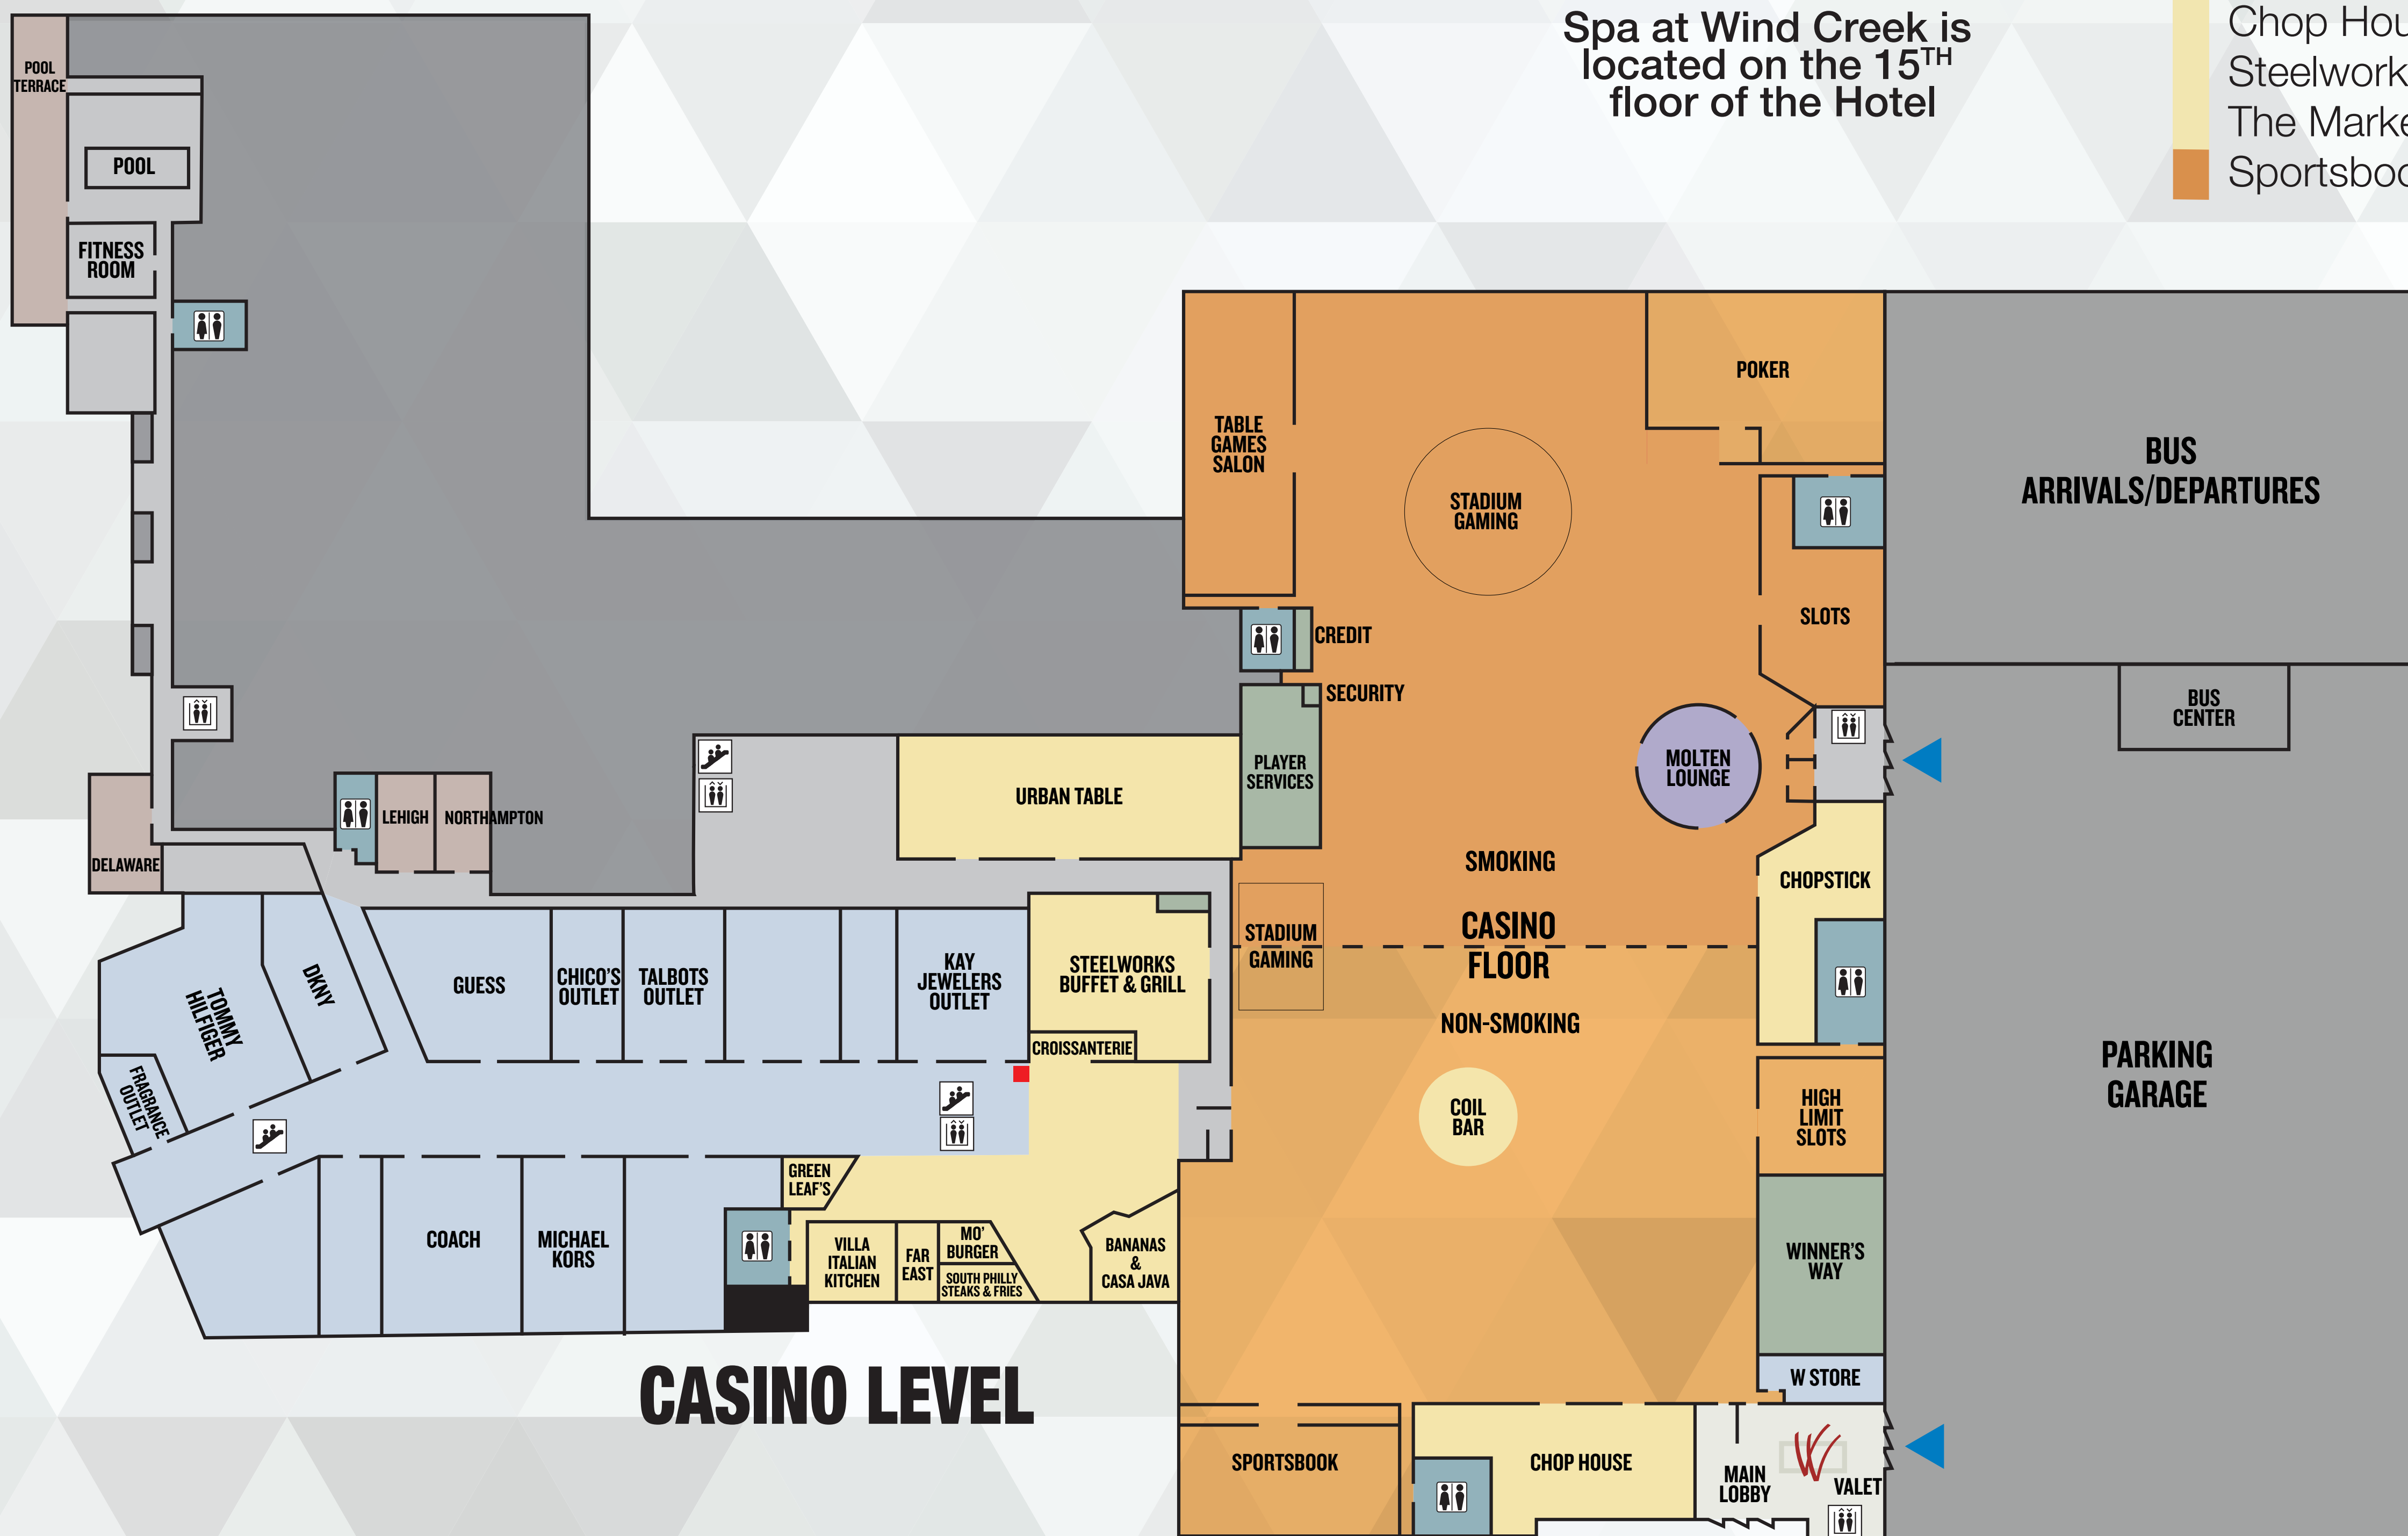 Spa at Wind Creek is
located on the 15TH
floor of the Hotel
Chop Hou
Steelwork
The Marke
Sportsboo
POOL
TERRACE
POOL
FITNESS
ROOM
TABLE
GAMES
SALON
STADIUM
GAMING
POKER
BUS
ARRIVALS/DEPARTURES
SLOTS
CREDIT
SECURITY
BUS
CENTER
PLAYER
SERVICES
MOLTEN
LOUNGE
URBAN TABLE
LEHIGH
NORTHAMPTON
DELAWARE
SMOKING
CHOPSTICK
STADIUM
GAMING
CASINO
FLOOR
NON-SMOKING
TOMMY
HILFIGER
DKNY
GUESS
CHICO'S
OUTLET
TALBOTS
OUTLET
KAY
JEWELERS
OUTLET
STEELWORKS
BUFFET & GRILL
CROISSANTERIE
PARKING
GARAGE
FRAGRANCE
OUTLET
COIL
BAR
HIGH
LIMIT
SLOTS
GREEN
LEAF'S
COACH
MICHAEL
KORS
VILLA
ITALIAN
KITCHEN
FAR
EAST
MO'
BURGER
SOUTH PHILLY
STEAKS & FRIES
BANANAS
&
CASA JAVA
WINNER'S
WAY
W STORE
CASINO LEVEL
SPORTSBOOK
CHOP HOUSE
MAIN
LOBBY
VALET